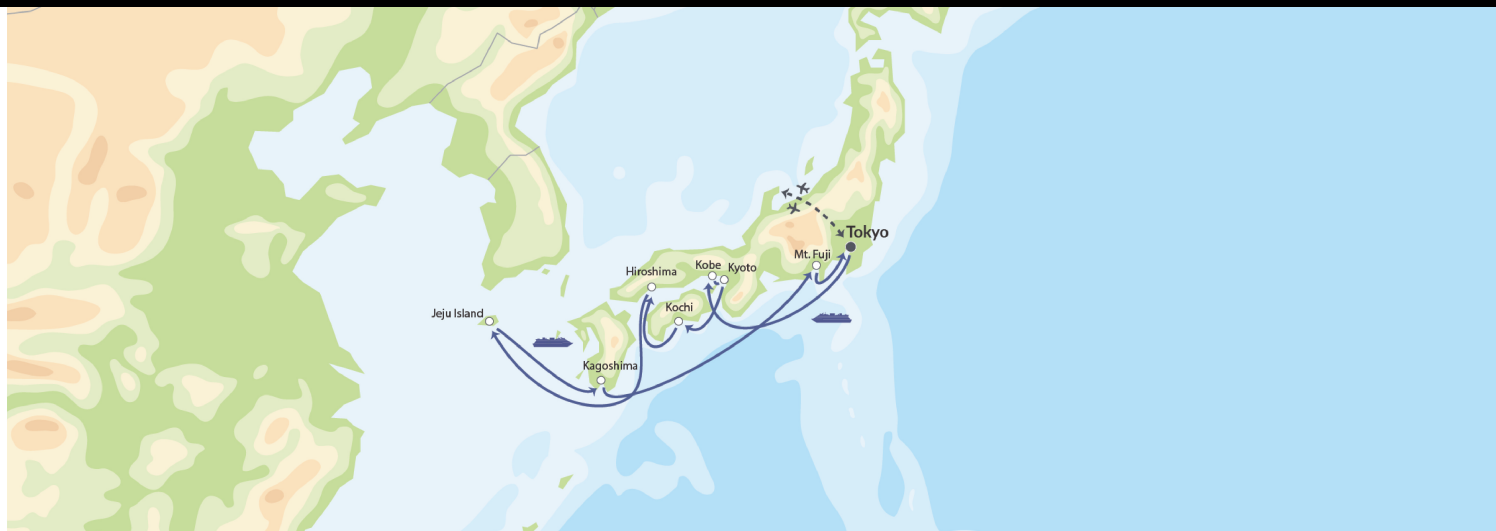 Tokyo
Mt. Fuji
Kobe
Kyoto
Hiroshima
Kochi
Jeju Island
Kagoshima